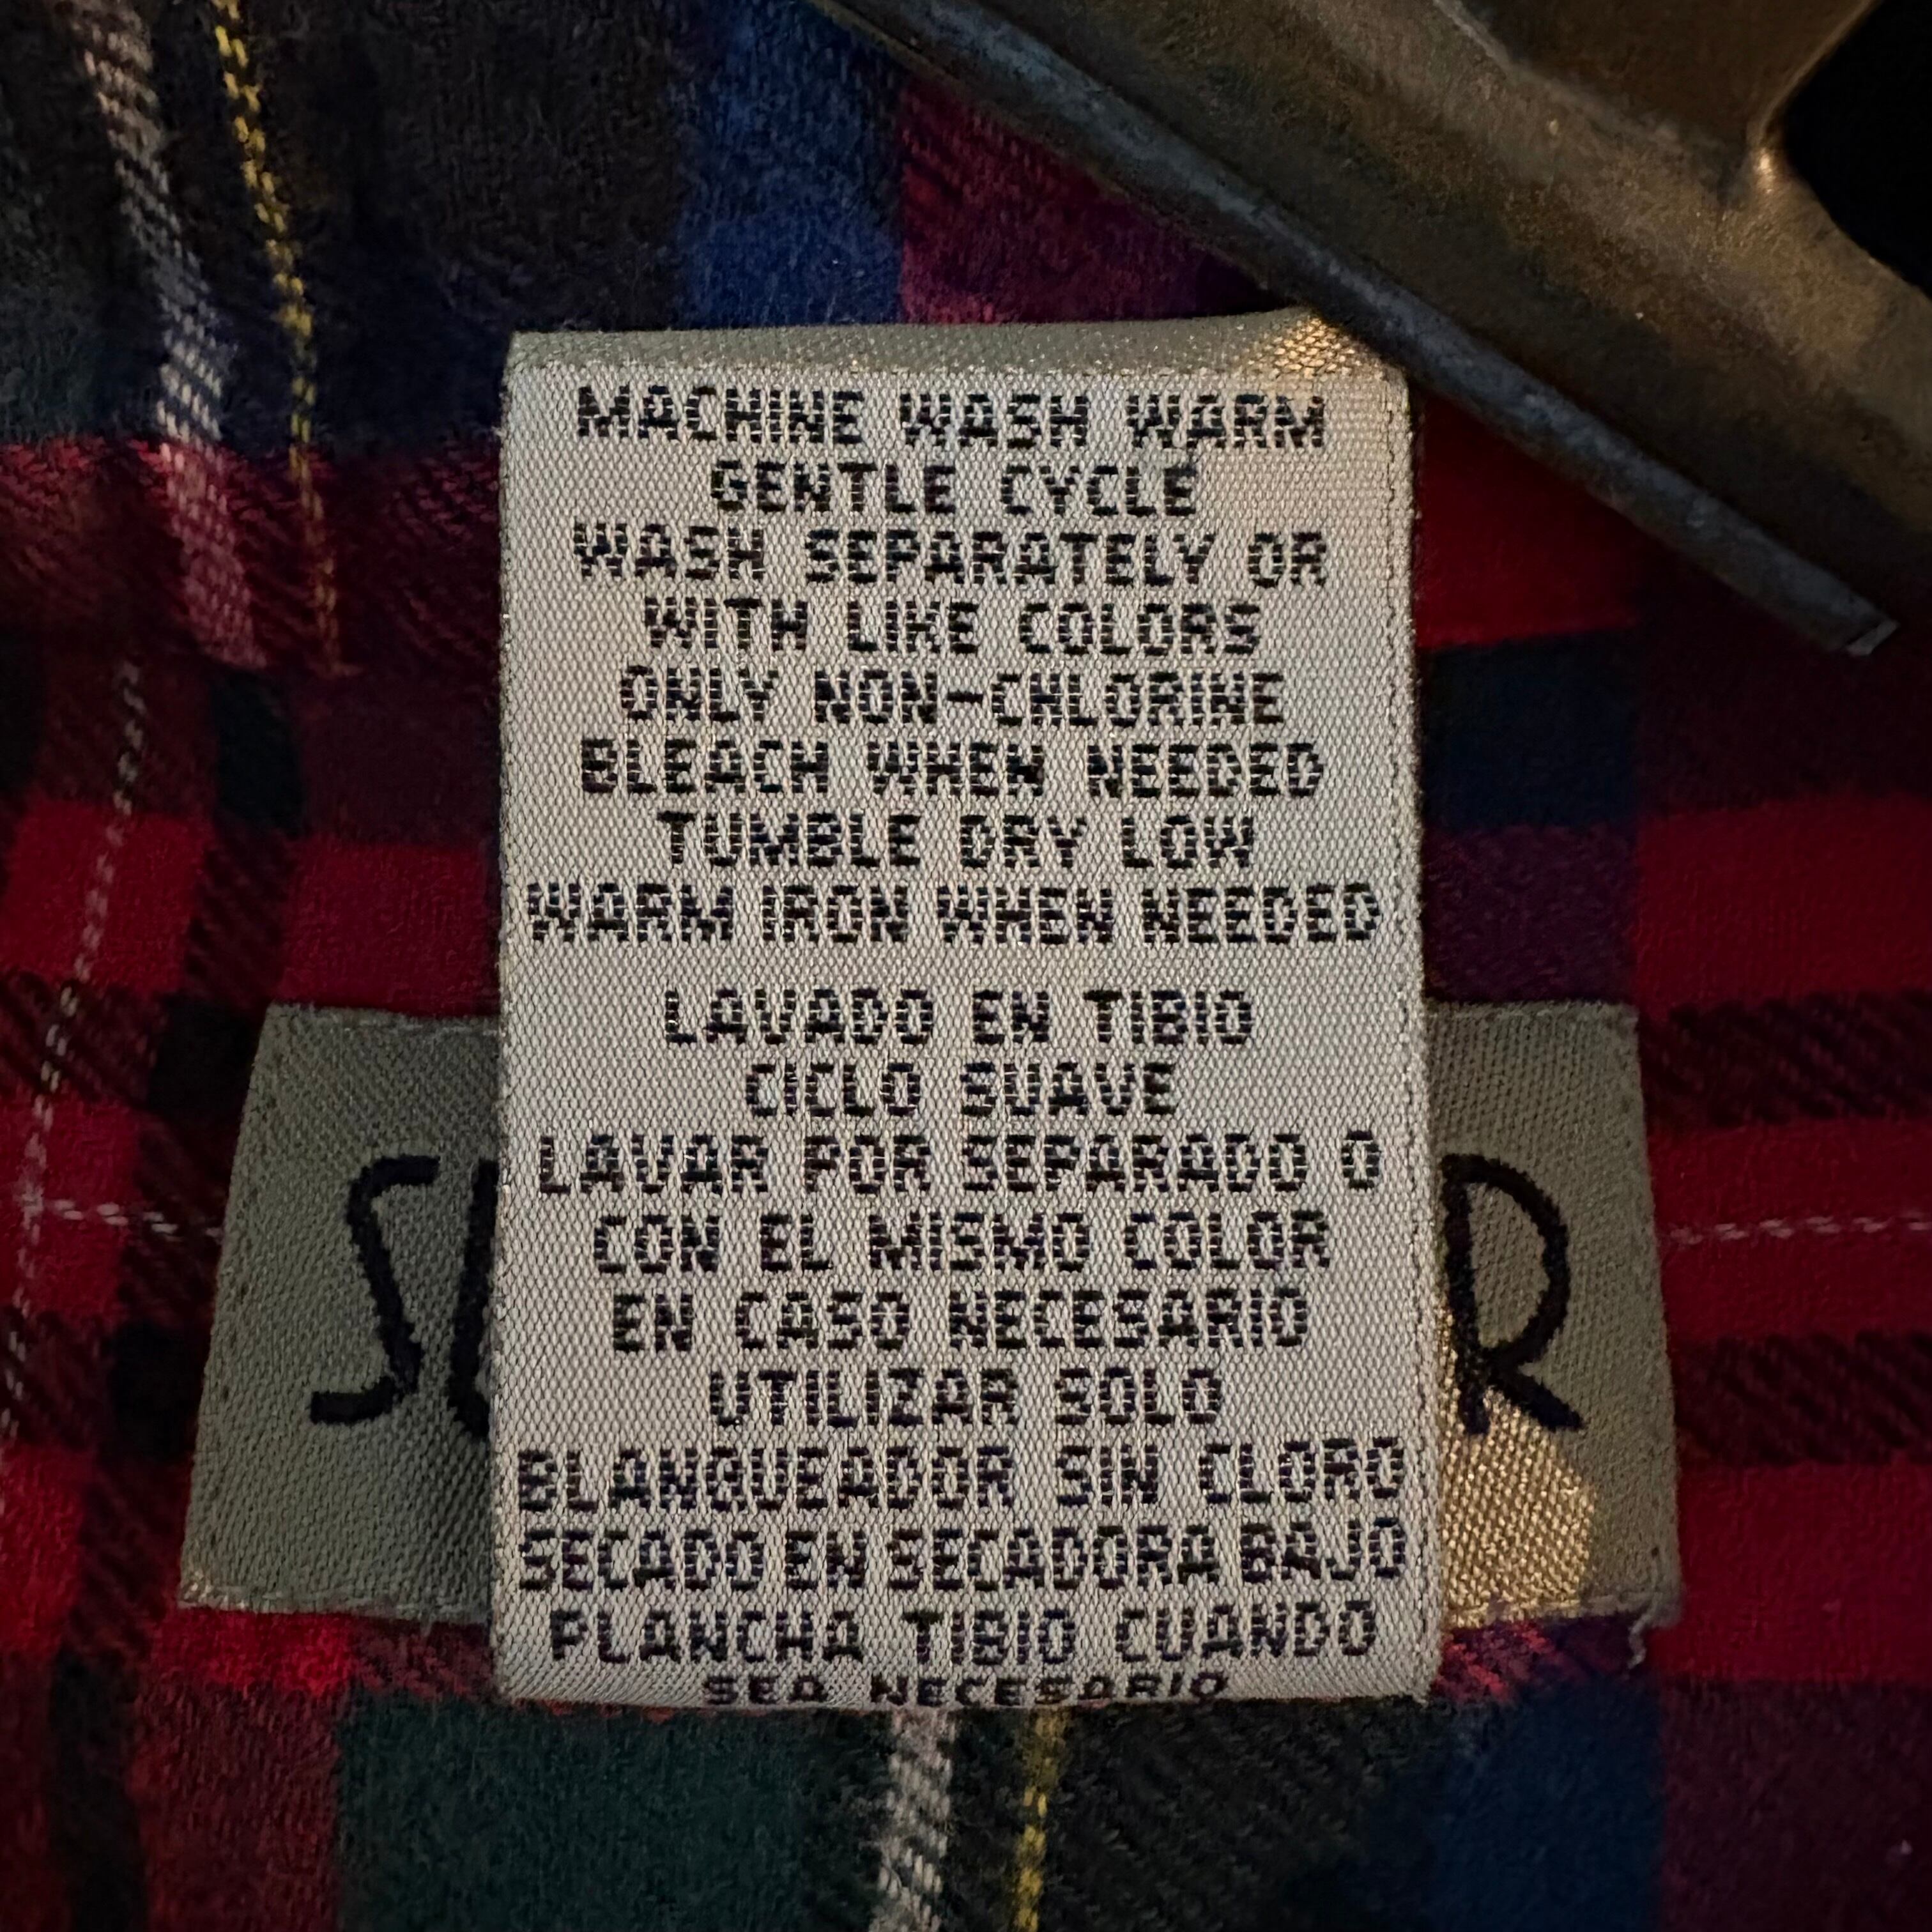 MACHINE WASH WARM
GENTLE CYCLE
WASH SEPARATELY OR
WITH LIKE COLORS
ONLY NON-CHLORINE
BLEACH WHEN NEEDED
TUMBLE DRY LOW
WARM IRON WHEN NEEDED
LAVADO EN TIBIO
CICLO SUAVE
LAVAR POR SEPARADO O
CON EL MISMO COLOR
EN CASO NECESARIO
UTILIZAR SOLO
BLANQUEADOR SIN CLORO
SECADO EN SECADORA BAJO
PLANCHA TIBIO CUANDO
SEA NECESARIO